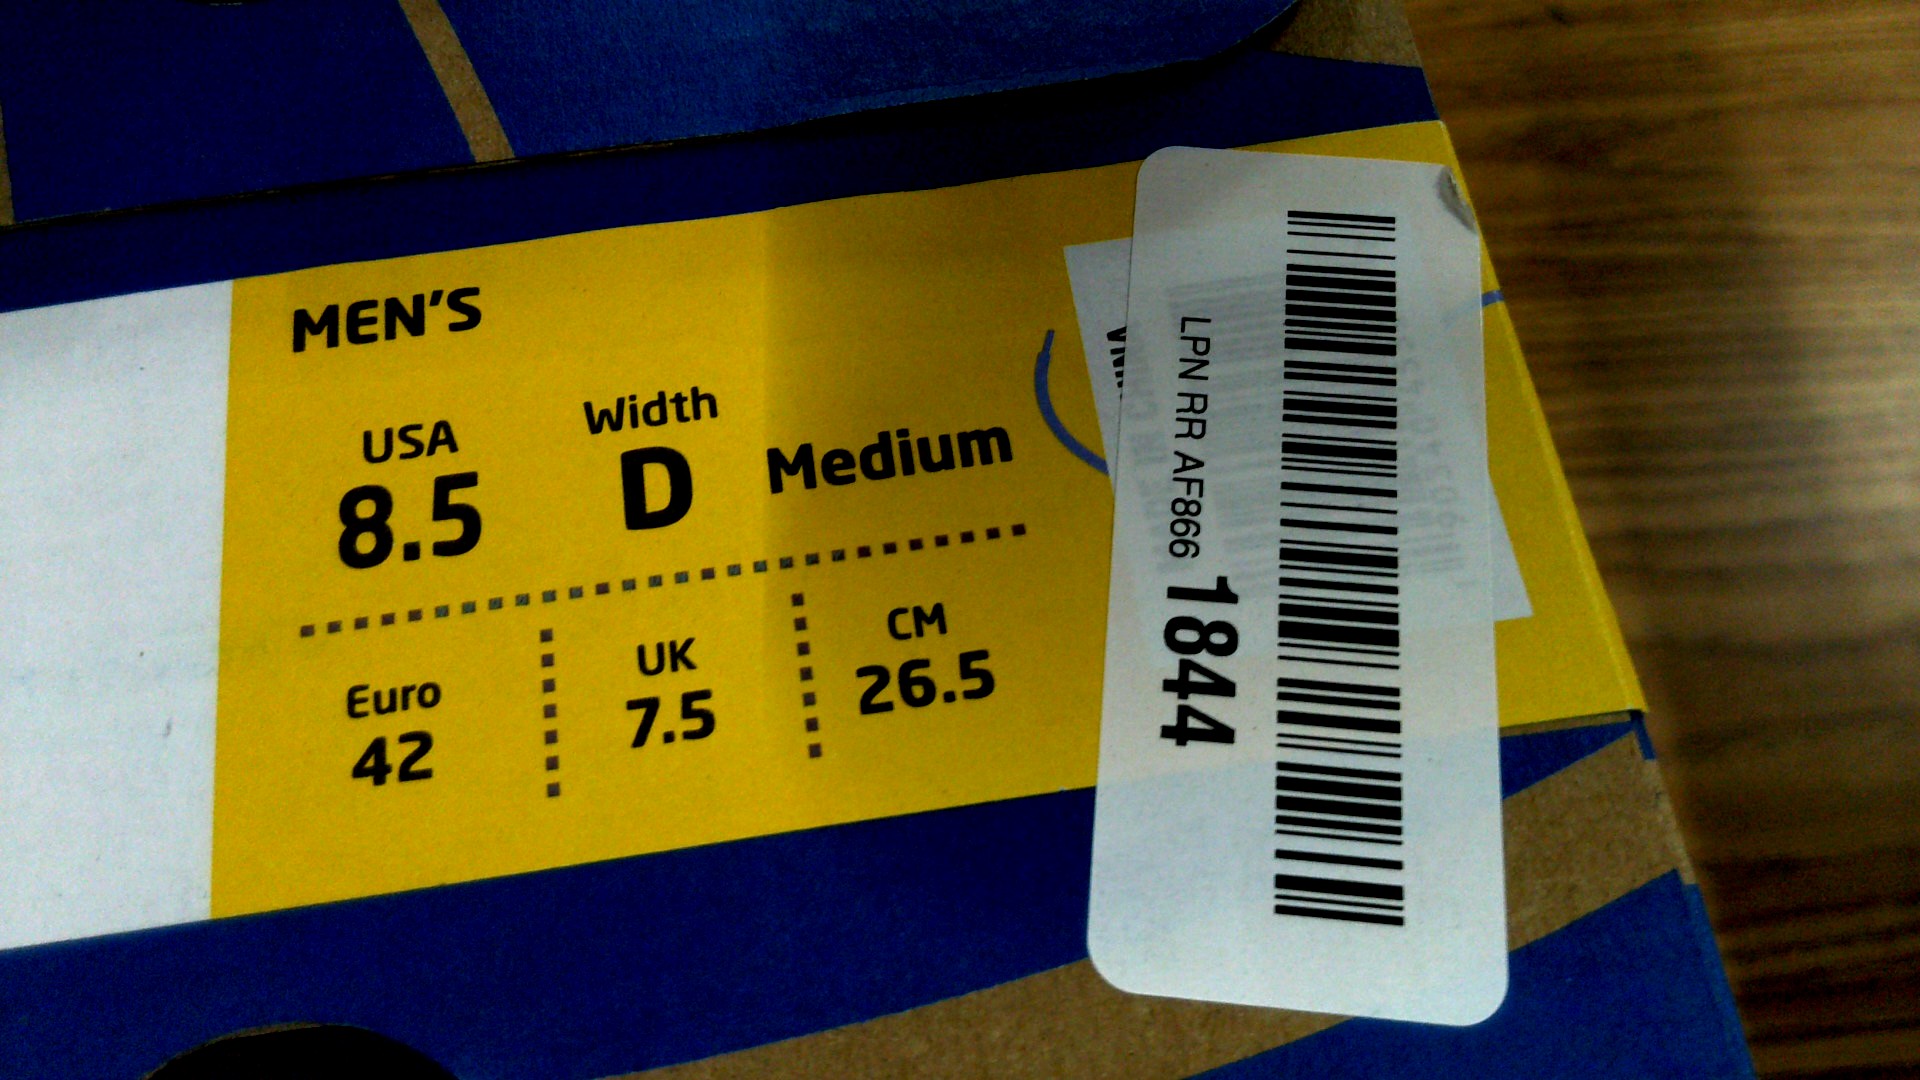 MEN'S
USA
8.5
Width
D
Medium
Euro
42
UK
7.5
CM
26.5
LPN RR AF866 1844